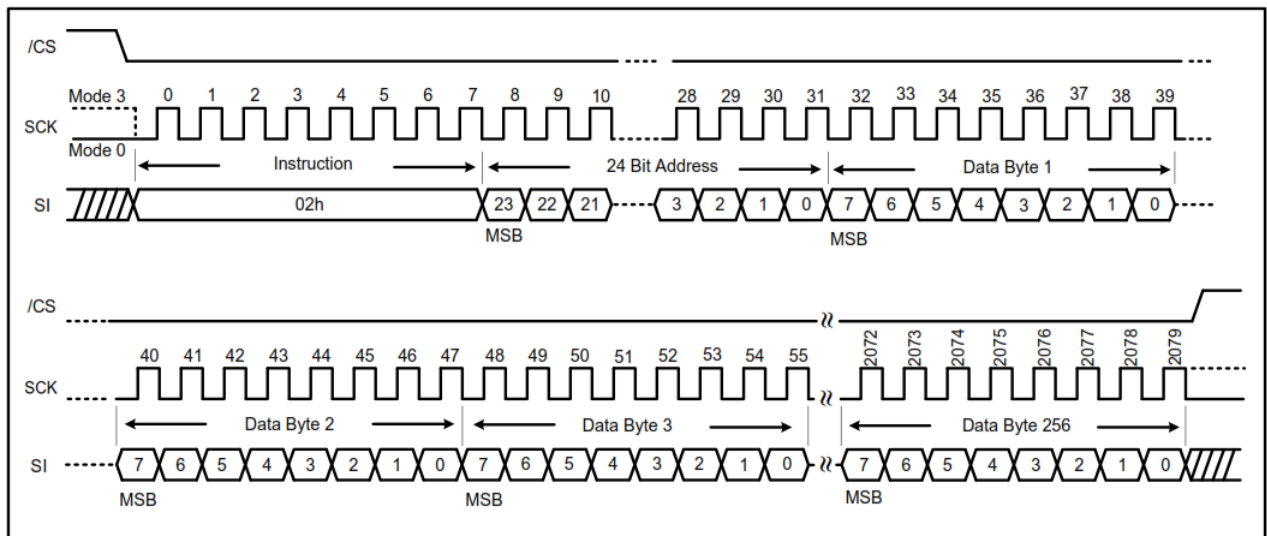 /CS
Mode 3 0 1 2 3 4 5 6 7 8 9 10 28 29 30 31 32 33 34 35 36 37 38 39
SCK
Mode 0
Instruction 24 Bit Address Data Byte 1
SI 02h 23 22 21 3 2 1 0 7 6 5 4 3 2 1 0
MSB MSB
/CS
40 41 42 43 44 45 46 47 48 49 50 51 52 53 54 55 2072 2073 2074 2075 2076 2077 2078 2079
SCK
Data Byte 2 Data Byte 3 Data Byte 256
SI 7 6 5 4 3 2 1 0 7 6 5 4 3 2 1 0 7 6 5 4 3 2 1 0
MSB MSB MSB